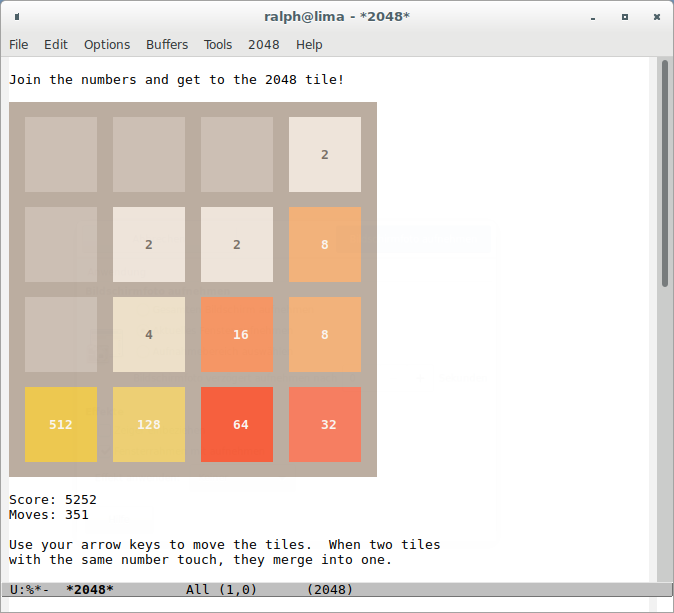 ralph@lima - *2048*
File Edit Options Buffers Tools 2048 Help
Join the numbers and get to the 2048 tile!
2
2 2 8
4 16 8
512 128 64 32
Score: 5252
Moves: 351
Use your arrow keys to move the tiles.  When two tiles
with the same number touch, they merge into one.
U:%*-  *2048*         All (1,0)      (2048)